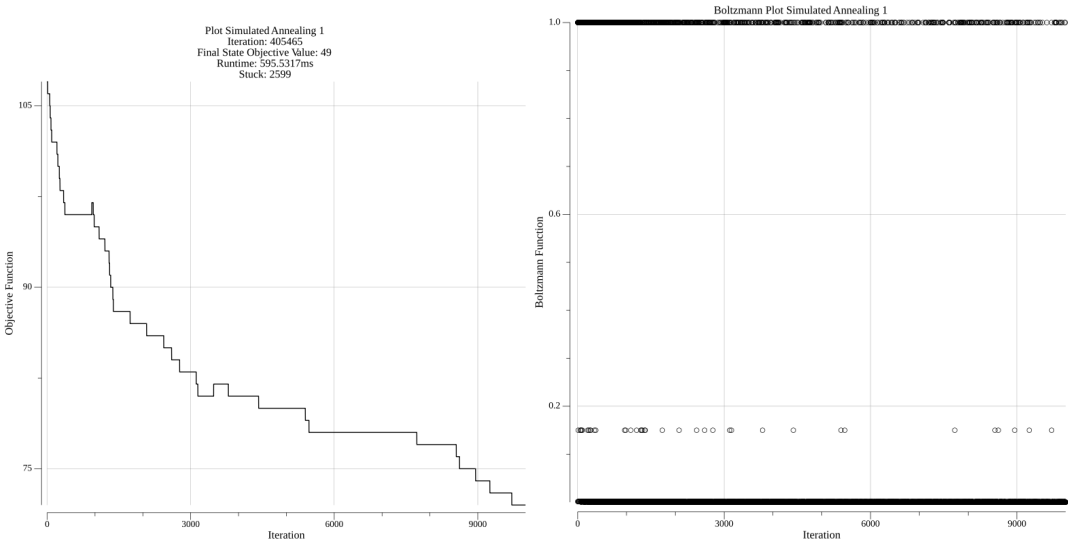 Plot Simulated Annealing 1
Iteration: 405465
Final State Objective Value: 49
Runtime: 595.5317ms
Stuck: 2599
105
90
75
Objective Function
0
3000
6000
9000
Iteration
Boltzmann Plot Simulated Annealing 1
1.0
0.6
0.2
Boltzmann Function
0
3000
6000
9000
Iteration